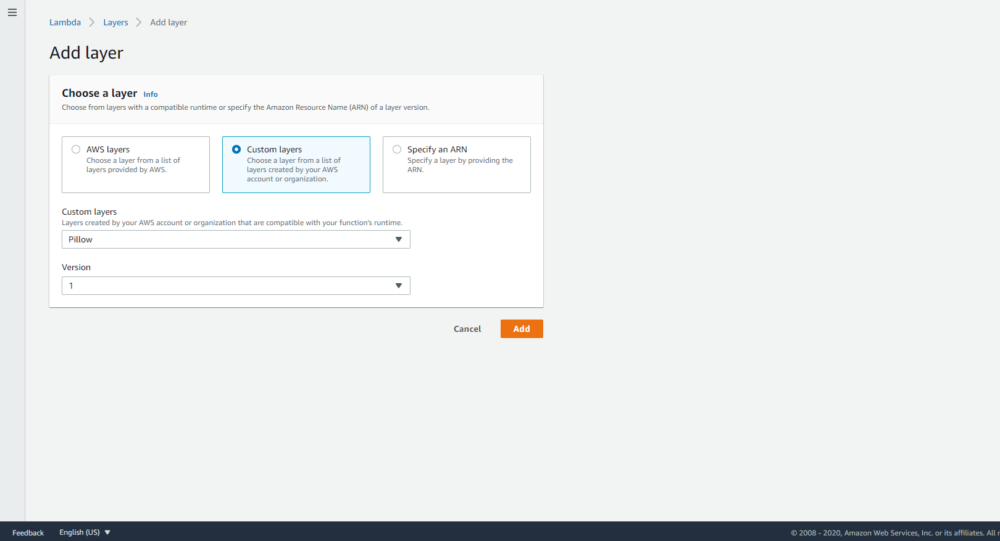 Lambda > Layers > Add layer
Add layer
Choose a layer Info
Choose from layers with a compatible runtime or specify the Amazon Resource Name (ARN) of a layer version.
AWS layers
Choose a layer from a list of
layers provided by AWS.
Custom layers
Choose a layer from a list of
layers created by your AWS
account or organization.
Specify an ARN
Specify a layer by providing the
ARN.
Custom layers
Layers created by your AWS account or organization that are compatible with your function's runtime.
Pillow
Version
1
Cancel Add
Feedback English (US) © 2008 - 2020, Amazon Web Services, Inc. or its affiliates. All